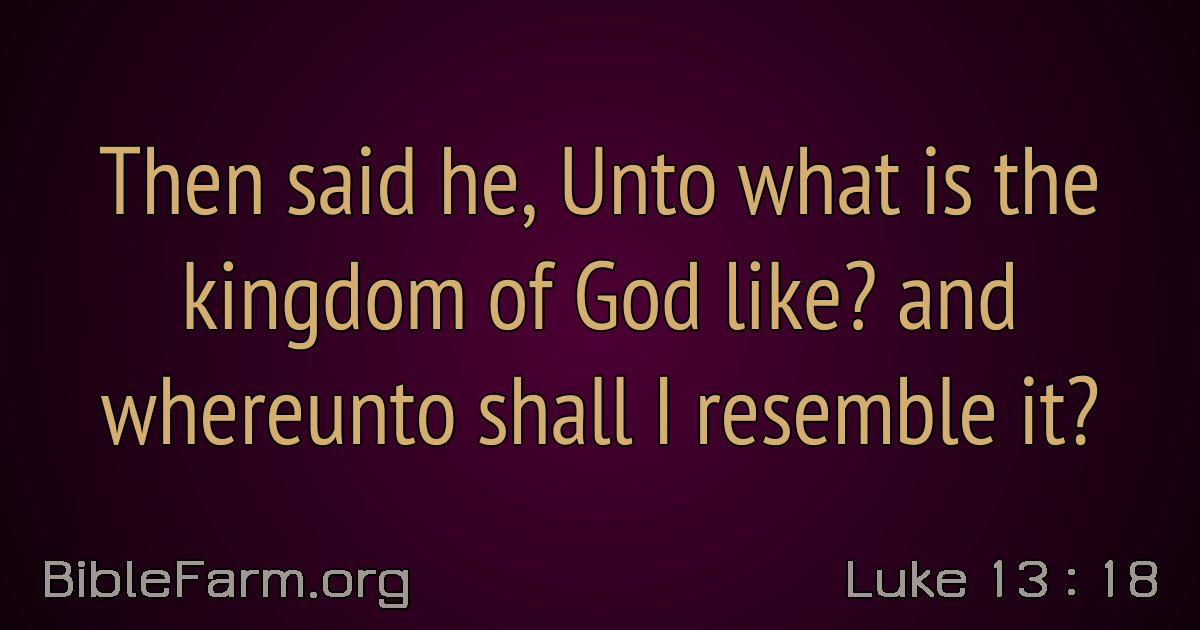 Then said he, Unto what is the
kingdom of God like? and
whereunto shall I resemble it?
BibleFarm.org
Luke 13 : 18